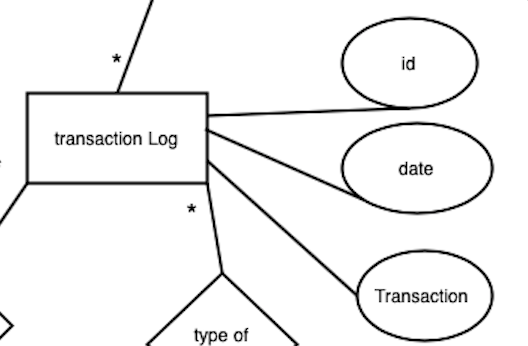 *
id
transaction Log
date
*
Transaction
type of